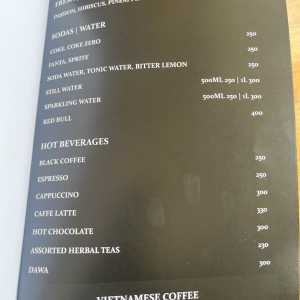 PASSION, HIBISCUS, PINEAPPLE
SODAS | WATER
COKE, COKE ZERO 250
FANTA, SPRITE 250
SODA WATER, TONIC WATER, BITTER LEMON 250
STILL WATER 500ML 250 | 1L 300
SPARKLING WATER 500ML 250 | 1L 300
RED BULL 400
HOT BEVERAGES
BLACK COFFEE 250
ESPRESSO 250
CAPPUCCINO 300
CAFFE LATTE 330
HOT CHOCOLATE 300
ASSORTED HERBAL TEAS 230
DAWA 300
VIETNAMESE COFFEE